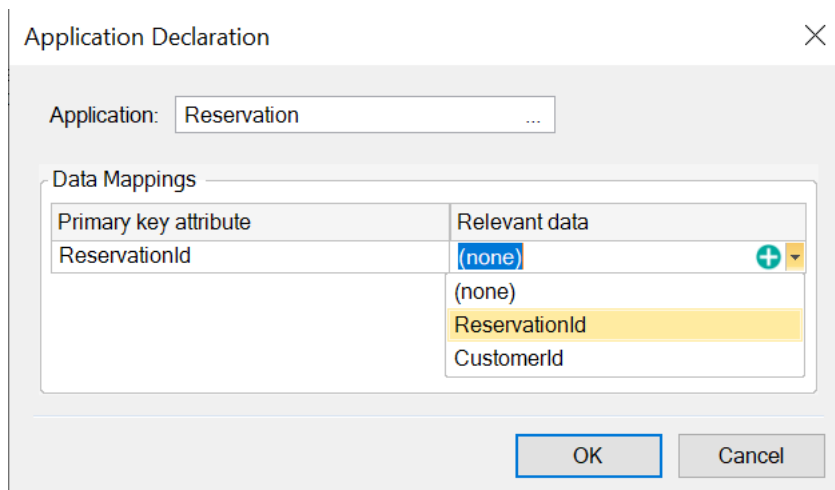 Application Declaration
Application: Reservation ...
Data Mappings
Primary key attribute Relevant data
ReservationId (none)
(none)
ReservationId
CustomerId
OK Cancel